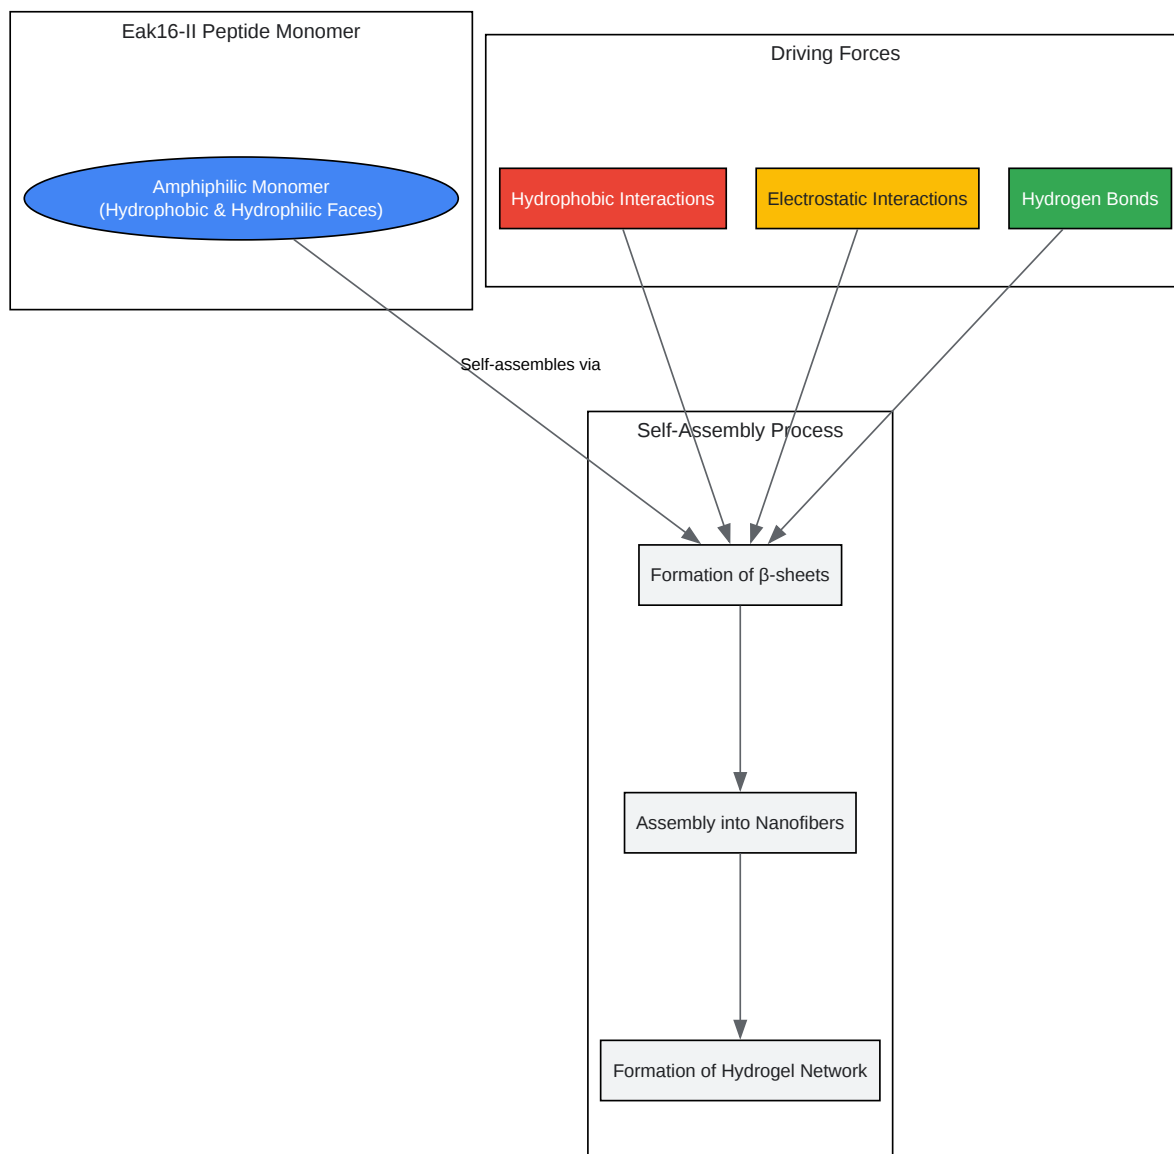 Eak16-II Peptide Monomer
Driving Forces
Amphiphilic Monomer
(Hydrophobic & Hydrophilic Faces)
Hydrophobic Interactions
Electrostatic Interactions
Hydrogen Bonds
Self-assembles via
Self-Assembly Process
Formation of β-sheets
Assembly into Nanofibers
Formation of Hydrogel Network